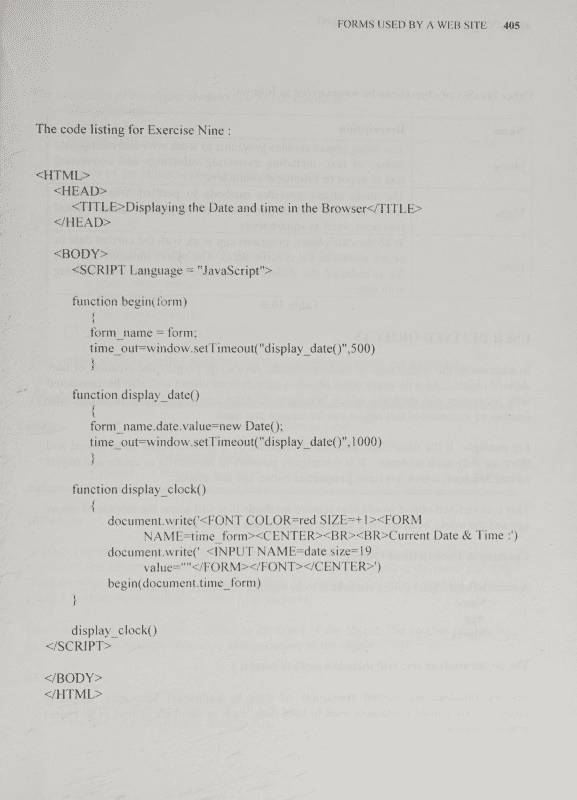 FORMS USED BY A WEB SITE 405
The code listing for Exercise Nine :
<HTML>
<HEAD>
<TITLE>Displaying the Date and time in the Browser</TITLE>
</HEAD>
<BODY>
<SCRIPT Language = "JavaScript">
function begin(form)
{
form_name = form;
time_out=window.setTimeout("display_date()",500)
}
function display_date()
{
form_name.date.value=new Date();
time_out=window.setTimeout("display_date()",1000)
}
function display_clock()
{
document.write('<FONT COLOR=red SIZE=+1><FORM
NAME=time_form><CENTER><BR><BR>Current Date & Time :')
document.write(' <INPUT NAME=date size=19
value=""</FORM></FONT></CENTER>')
begin(document.time_form)
}
display_clock()
</SCRIPT>
</BODY>
</HTML>